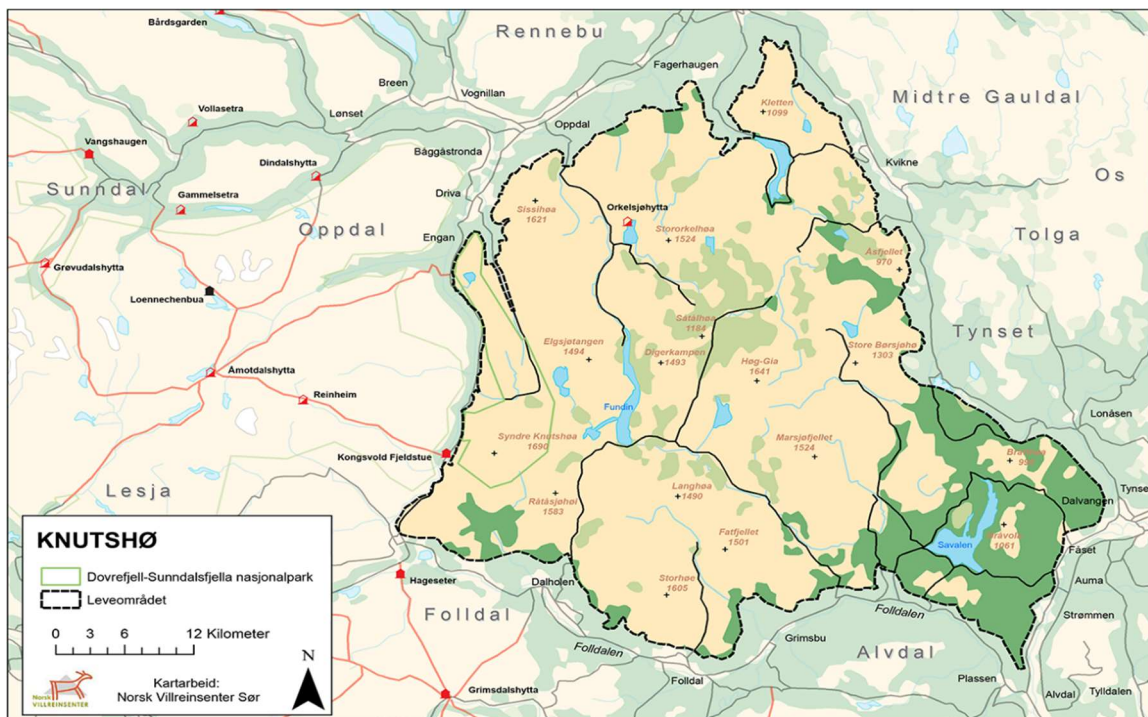 Bårdsgarden
Rennebu
Fagerhaugen
Breen
Vognillan
Vollasetra
Lønset
Oppdal
Kletten
1099
Midtre Gauldal
Vangshaugen
Båggåstronda
Kvikne
Dindalshytta
Sunndal
Gammelsetra
Driva
Os
Oppdal
Sissihøa
1621
Orkelsjøhytta
Engan
Stororkelhøa
1524
Tolga
Åsfjellet
970
Grøvudalshytta
Loennechenbua
Såtålhøa
1184
Tynset
Elgsjøtangen
1494
Digerkampen
1493
Høg-Gia
1641
Store Børsjøhø
1303
Åmotdalshytta
Reinheim
Fundin
Lonåsen
Syndre Knutshøa
1690
Kongsvold Fjeldstue
Marsjøfjellet
1524
Lesja
Råtåsjøhøi
1583
Langhøa
1490
Dalvangen
Tynset
KNUTSHØ
Dovrefjell-Sunndalsfjella nasjonalpark
Leveområdet
0 3 6 12 Kilometer
N
Kartarbeid:
Norsk Villreinsenter Sør
Norsk
VILLREINSENTER
Fatfjellet
1501
Savalen
1061
Fåset
Hageseter
Dalholen
Auma
Storhøe
1605
Folldal
Folldalen
Strømmen
Grimsbu
Folldalen
Alvdal
Folldal
Plassen
Grimsdalshytta
Alvdal
Tylldalen